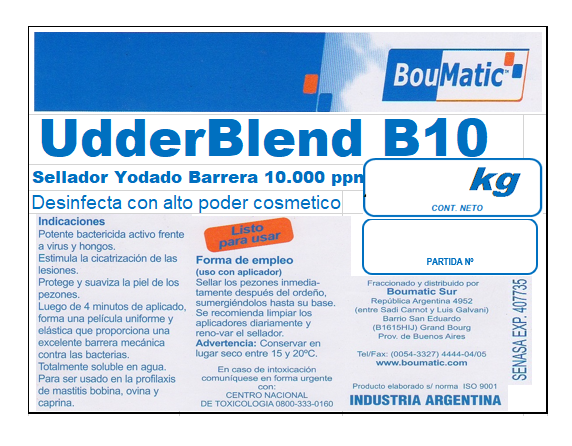 BouMatic™
UdderBlend B10
Sellador Yodado Barrera 10.000 ppm
Desinfecta con alto poder cosmetico
kg
CONT. NETO
PARTIDA Nº
Indicaciones
Potente bactericida activo frente
a virus y hongos.
Estimula la cicatrización de las
lesiones.
Protege y suaviza la piel de los
pezones.
Luego de 4 minutos de aplicado,
forma una película uniforme y
elástica que proporciona una
excelente barrera mecánica
contra las bacterias.
Totalmente soluble en agua.
Para ser usado en la profilaxis
de mastitis bobina, ovina y
caprina.
Listo
para usar
Forma de empleo
(uso con aplicador)
Sellar los pezones inmedia-
tamente después del ordeño,
sumergiéndolos hasta su base.
Se recomienda limpiar los
aplicadores diariamente y
reno-var el sellador.
Advertencia: Conservar en
lugar seco entre 15 y 20ºC.
En caso de intoxicación
comuníquese en forma urgente
con:
CENTRO NACIONAL
DE TOXICOLOGIA 0800-333-0160
Fraccionado y distribuido por
Boumatic Sur
República Argentina 4952
(entre Sadi Carnot y Luis Galvani)
Barrio San Eduardo
(B1615HIJ) Grand Bourg
Prov. de Buenos Aires
Tel/Fax: (0054-3327) 4444-04/05
www.boumatic.com
Producto elaborado s/ norma ISO 9001
INDUSTRIA ARGENTINA
SENASA EXP. 407735